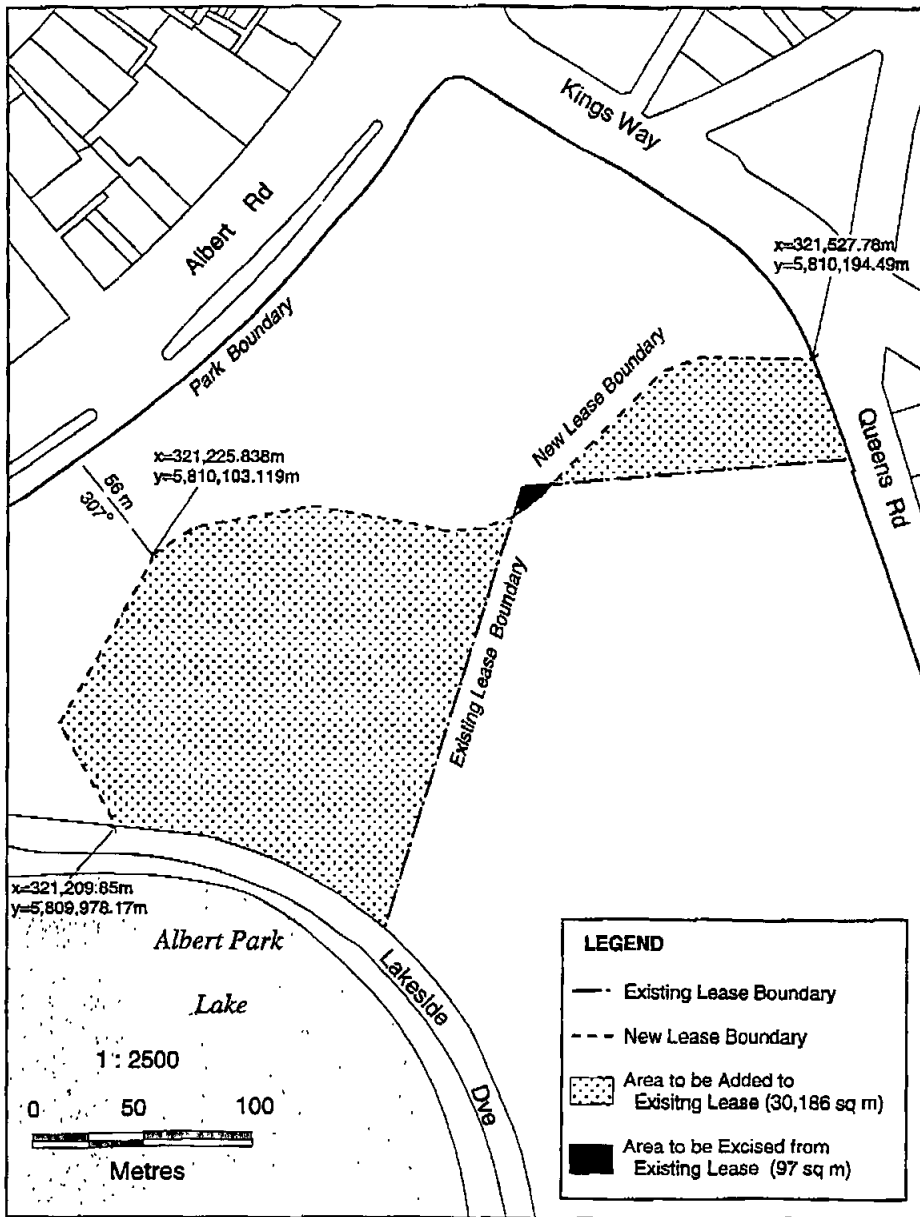 Kings Way
Albert Rd
x=321,527.78m
y=5,810,194.49m
Park Boundary
New Lease Boundary
Queens Rd
x=321,225.838m
y=5,810,103.119m
56 m
307°
Existing Lease Boundary
x=321,209.85m
y=5,809,978.17m
Albert Park
Lake
Lakeside
Dve
1 : 2500
0 50 100
Metres
LEGEND
Existing Lease Boundary
New Lease Boundary
Area to be Added to
Exisitng Lease (30,186 sq m)
Area to be Excised from
Existing Lease (97 sq m)